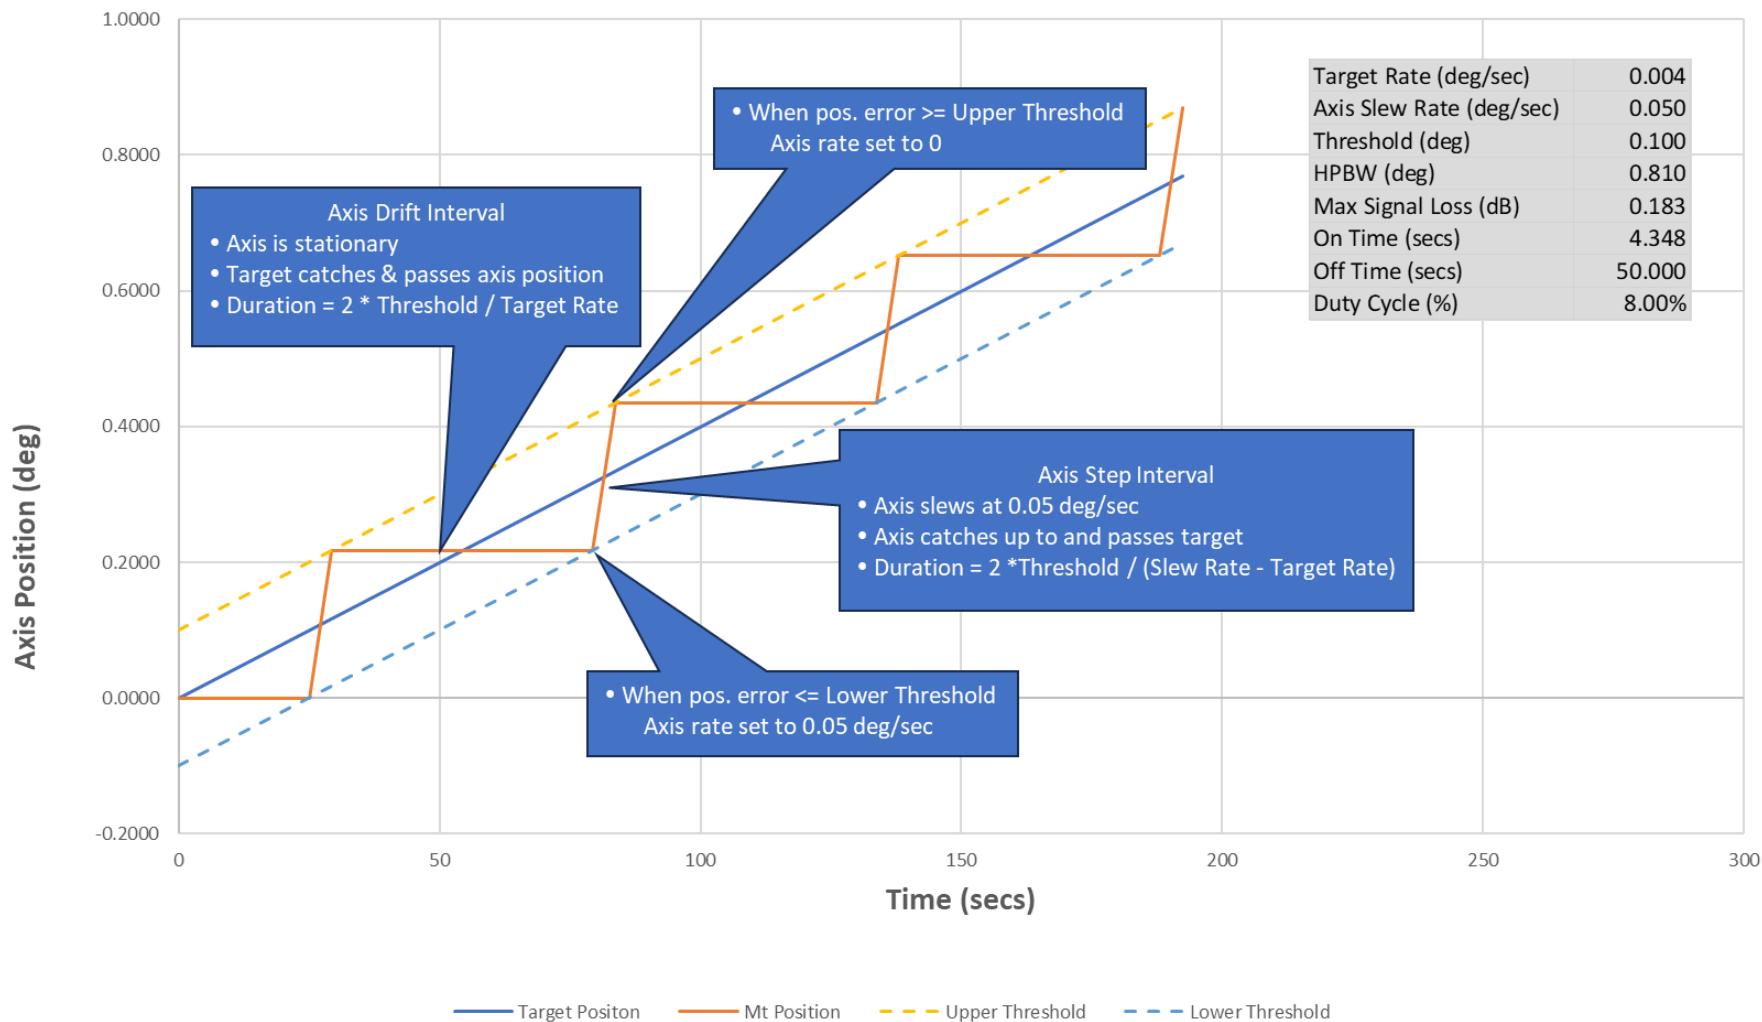 1.0000
0.8000
0.6000
0.4000
0.2000
0.0000
-0.2000
Axis Position (deg)
0 50 100 150 200 250 300
Time (secs)
• When pos. error >= Upper Threshold
Axis rate set to 0
Axis Drift Interval
• Axis is stationary
• Target catches & passes axis position
• Duration = 2 * Threshold / Target Rate
Target Rate (deg/sec) 0.004
Axis Slew Rate (deg/sec) 0.050
Threshold (deg) 0.100
HPBW (deg) 0.810
Max Signal Loss (dB) 0.183
On Time (secs) 4.348
Off Time (secs) 50.000
Duty Cycle (%) 8.00%
Axis Step Interval
• Axis slews at 0.05 deg/sec
• Axis catches up to and passes target
• Duration = 2 *Threshold / (Slew Rate - Target Rate)
• When pos. error <= Lower Threshold
Axis rate set to 0.05 deg/sec
Target Positon Mt Position Upper Threshold Lower Threshold